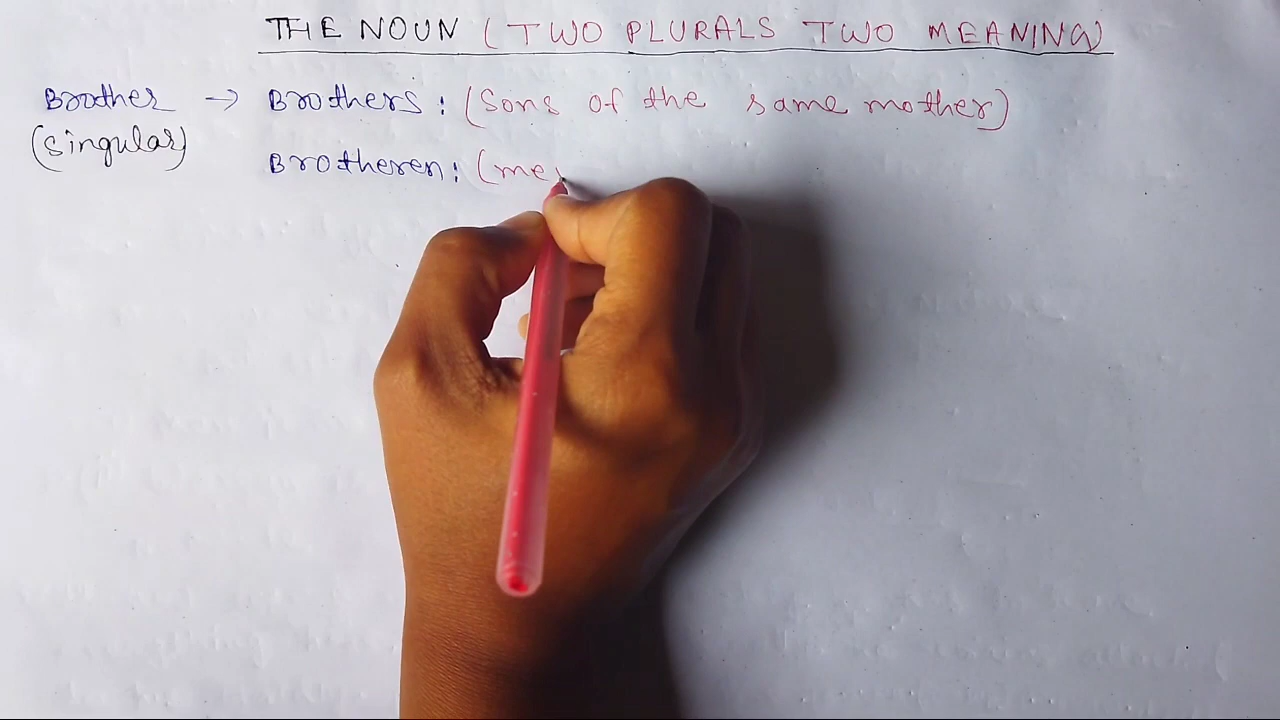 THE NOUN (TWO PLURALS TWO MEANING)
Brother → Brothers: (Sons of the same mother)
(singular)
Brotheren: (me